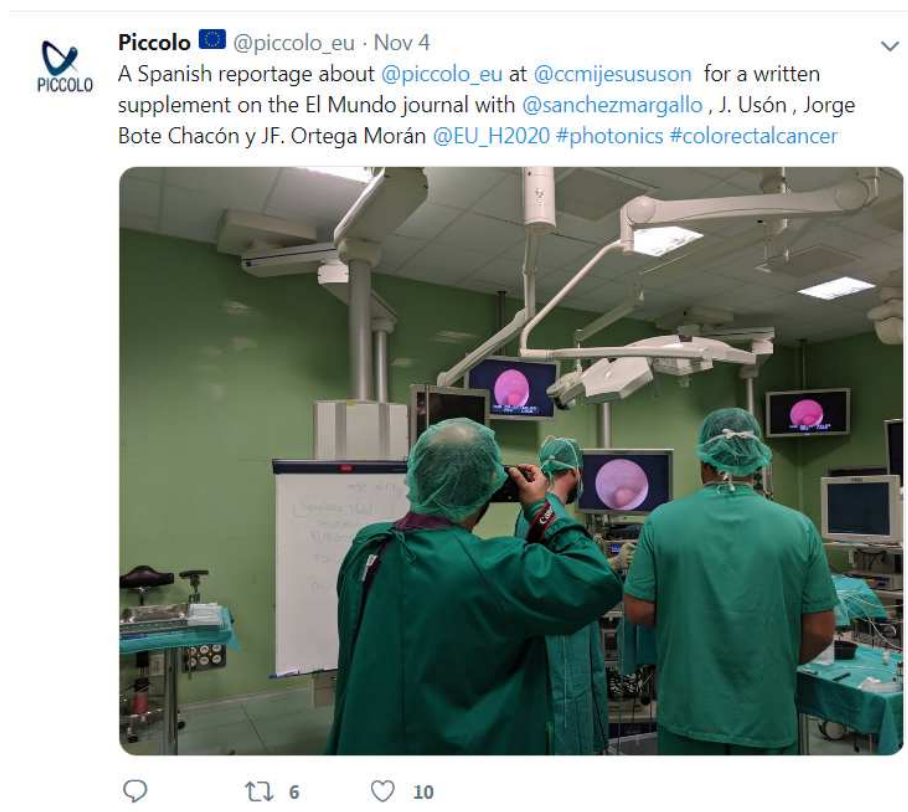 Piccolo @piccolo_eu · Nov 4
PICCOLO
A Spanish reportage about @piccolo_eu at @ccmijesususon for a written
supplement on the El Mundo journal with @sanchezmargallo , J. Usón , Jorge
Bote Chacón y JF. Ortega Morán @EU_H2020 #photonics #colorectalcancer
Canon
6 10